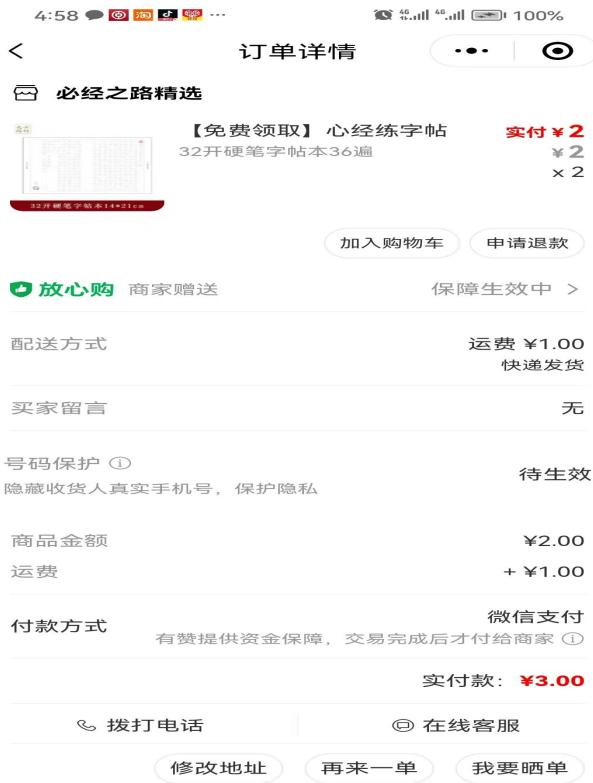 4:58 ··· 4G 4G 100%
< 订单详情
必经之路精选
【免费领取】心经练字帖 实付 ¥ 2
32开硬笔字帖本36遍 ¥ 2
× 2
32开硬笔字帖本14*21cm
加入购物车 申请退款
放心购 商家赠送 保障生效中 >
配送方式 运费 ¥1.00
快递发货
买家留言 无
号码保护
待生效
隐藏收货人真实手机号，保护隐私
商品金额 ¥2.00
运费 + ¥1.00
付款方式 微信支付
有赞提供资金保障，交易完成后才付给商家
实付款：¥3.00
拨打电话 在线客服
修改地址 再来一单 我要晒单